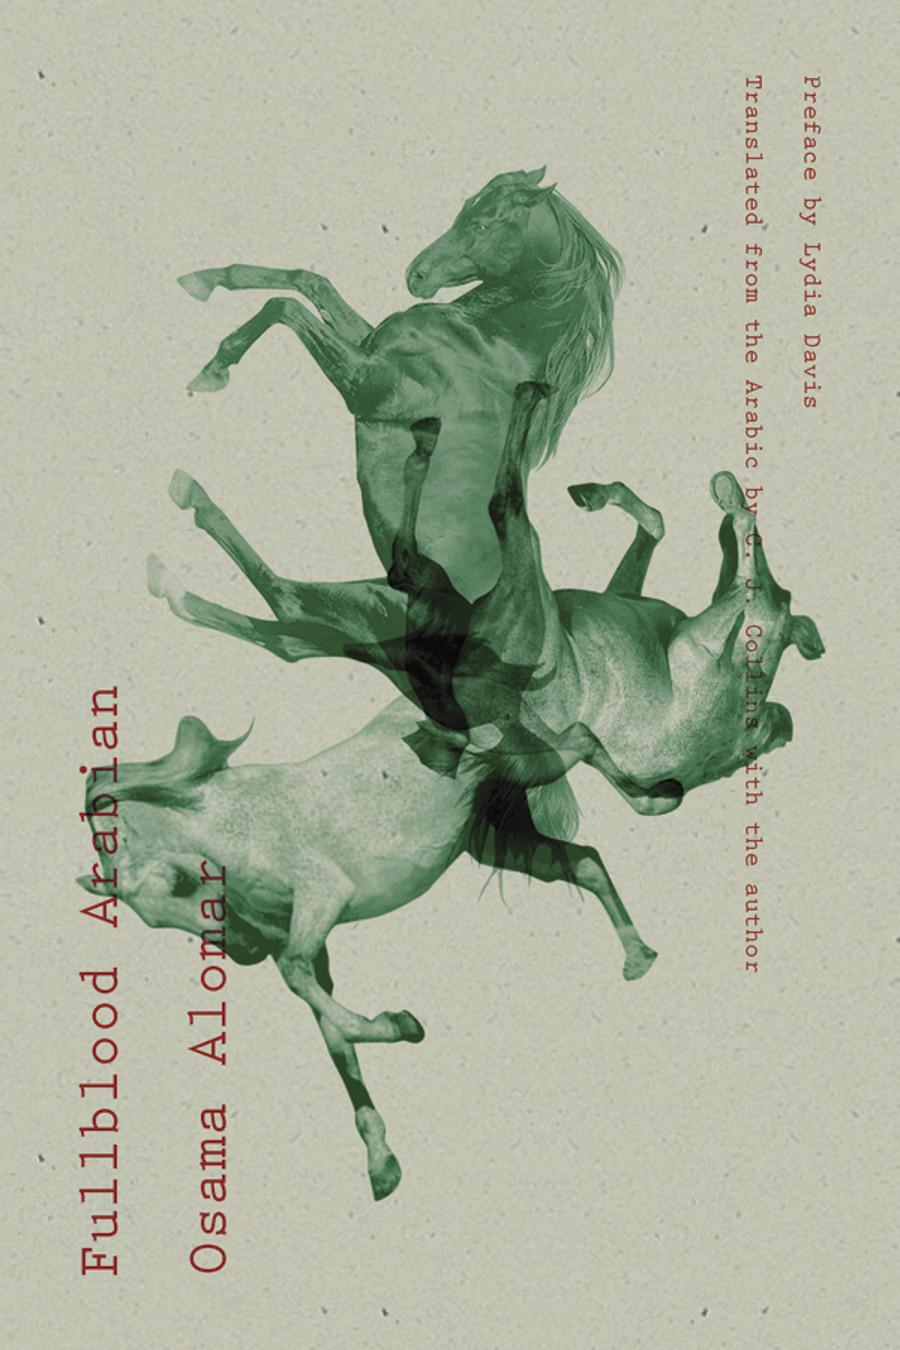 Fullblood Arabian
Osama Alomar
Preface by Lydia Davis
Translated from the Arabic by C. J. Collins with the author